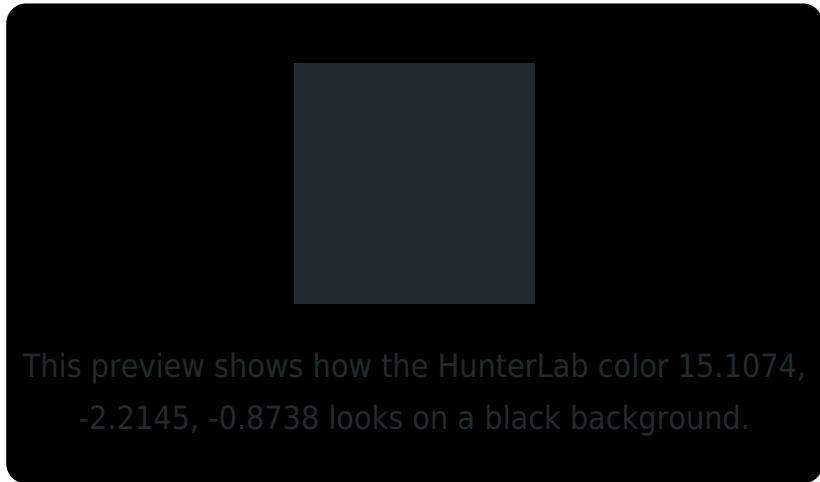 This preview shows how the HunterLab color 15.1074,
-2.2145, -0.8738 looks on a black background.